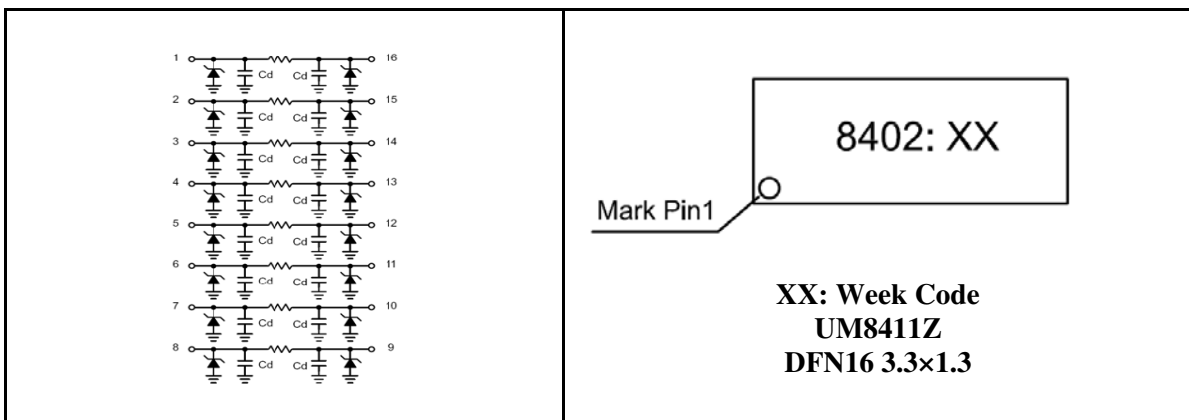 1 16
Cd Cd
2 15
Cd Cd
3 14
Cd Cd
4 13
Cd Cd
5 12
Cd Cd
6 11
Cd Cd
7 10
Cd Cd
8 9
Cd Cd
8402: XX
Mark Pin1
XX: Week Code
UM8411Z
DFN16 3.3×1.3